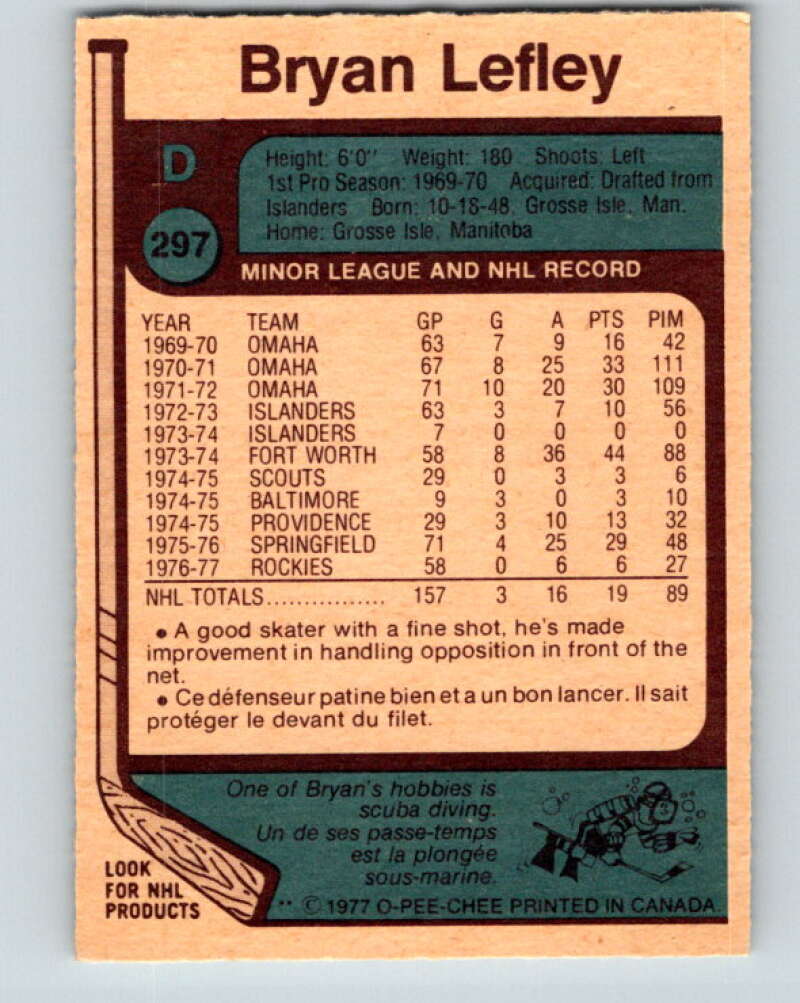 Bryan Lefley
D
297
Height: 6'0'' Weight: 180 Shoots: Left
1st Pro Season: 1969-70 Acquired: Drafted from
Islanders Born: 10-18-48, Grosse Isle, Man.
Home: Grosse Isle, Manitoba
MINOR LEAGUE AND NHL RECORD
YEAR TEAM GP G A PTS PIM
1969-70 OMAHA 63 7 9 16 42
1970-71 OMAHA 67 8 25 33 111
1971-72 OMAHA 71 10 20 30 109
1972-73 ISLANDERS 63 3 7 10 56
1973-74 ISLANDERS 7 0 0 0 0
1973-74 FORT WORTH 58 8 36 44 88
1974-75 SCOUTS 29 0 3 3 6
1974-75 BALTIMORE 9 3 0 3 10
1974-75 PROVIDENCE 29 3 10 13 32
1975-76 SPRINGFIELD 71 4 25 29 48
1976-77 ROCKIES 58 0 6 6 27
NHL TOTALS................ 157 3 16 19 89
• A good skater with a fine shot, he's made
improvement in handling opposition in front of the
net.
• Ce défenseur patine bien et a un bon lancer. Il sait
protéger le devant du filet.
One of Bryan's hobbies is
scuba diving.
Un de ses passe-temps
est la plongée
sous-marine.
LOOK
FOR NHL
PRODUCTS
** © 1977 O-PEE-CHEE PRINTED IN CANADA